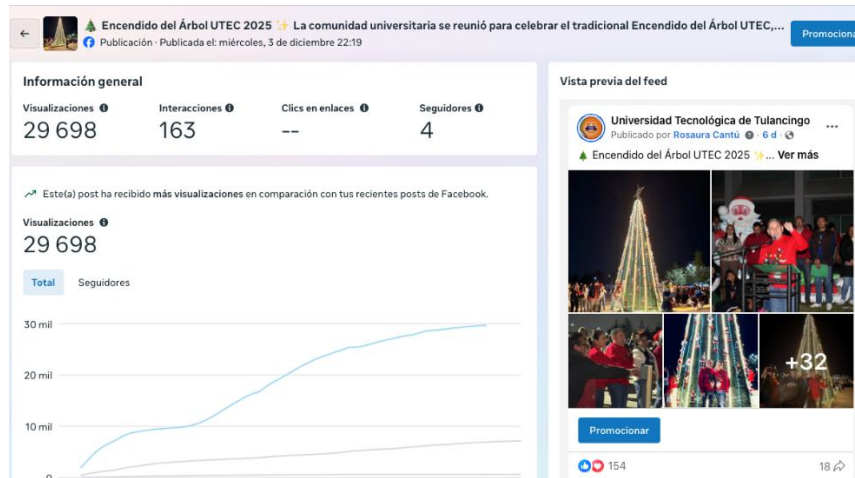 🎄 Encendido del Árbol UTEC 2025 ✨ La comunidad universitaria se reunió para celebrar el tradicional Encendido del Árbol UTEC,...
Publicación · Publicada el: miércoles, 3 de diciembre 22:19
Promociona
Información general
Visualizaciones
Interacciones
Clics en enlaces
Seguidores
29 698
163
--
4
Este(a) post ha recibido más visualizaciones en comparación con tus recientes posts de Facebook.
Visualizaciones
29 698
Total
Seguidores
30 mil
20 mil
10 mil
0
Vista previa del feed
Universidad Tecnológica de Tulancingo
Publicado por Rosaura Cantú · 6 d ·
🎄 Encendido del Árbol UTEC 2025 ✨... Ver más
+32
Promocionar
154
18